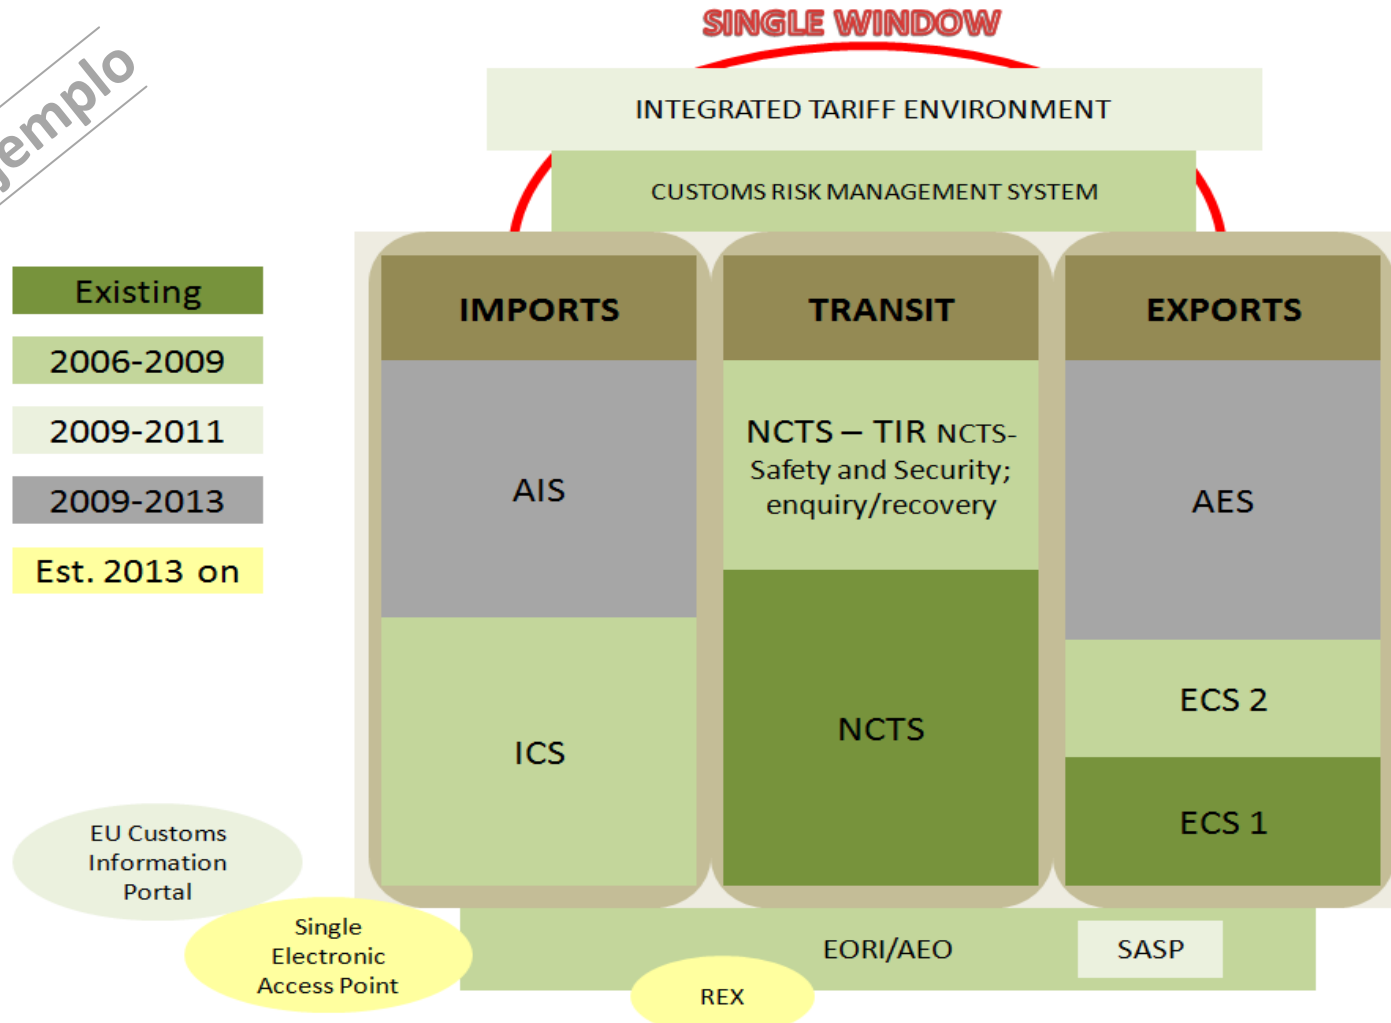 SINGLE WINDOW
INTEGRATED TARIFF ENVIRONMENT
CUSTOMS RISK MANAGEMENT SYSTEM
Existing
2006-2009
2009-2011
2009-2013
Est. 2013 on
IMPORTS
AIS
ICS
TRANSIT
NCTS – TIR NCTS-
Safety and Security;
enquiry/recovery
NCTS
EXPORTS
AES
ECS 2
ECS 1
EU Customs
Information
Portal
Single
Electronic
Access Point
EORI/AEO
SASP
REX